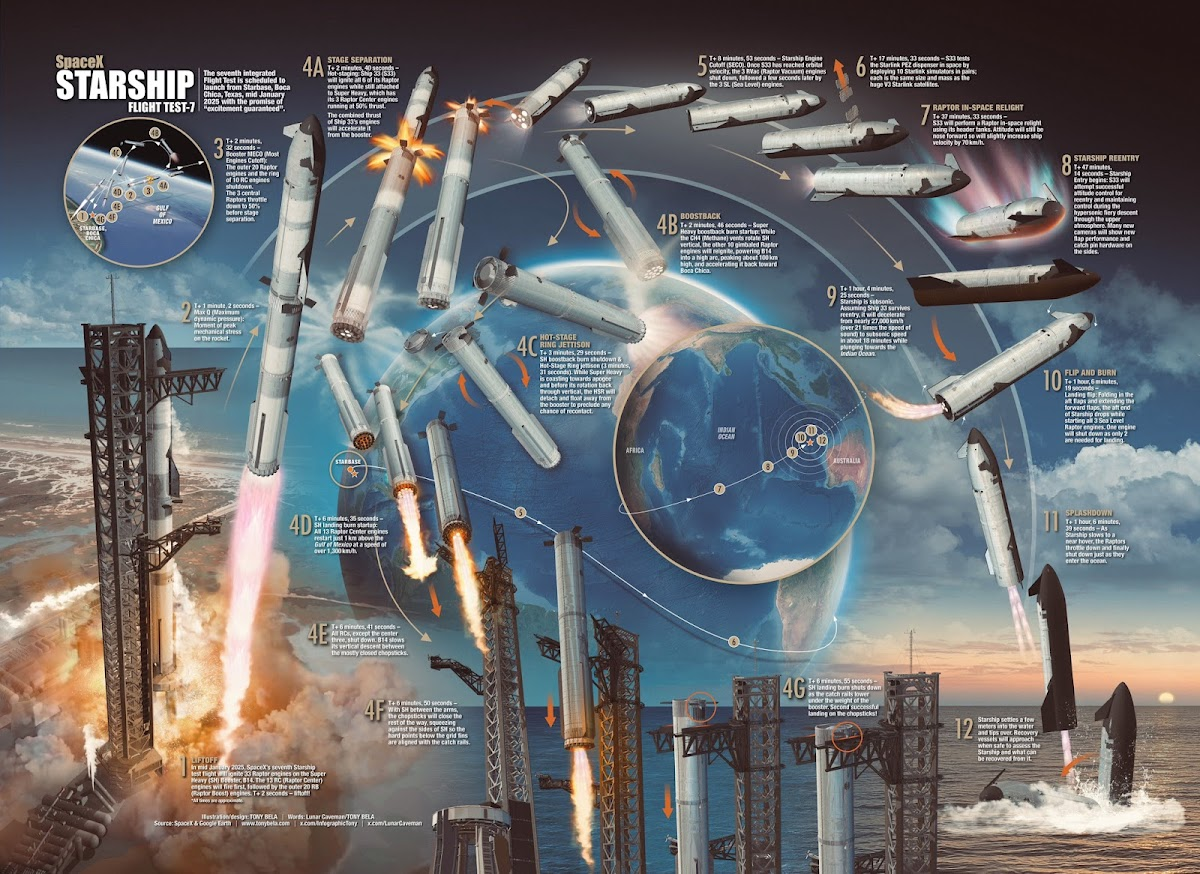 SpaceX
STARSHIP
FLIGHT TEST-7
The seventh integrated
Flight Test is scheduled to
launch from Starbase, Boca
Chica, Texas, mid January
2025 with the promise of
"excitement guaranteed".
4B
4C
4A
3
4D
2
4E
1
4G
4F
STARBASE,
BOCA
CHICA
GULF
OF
MEXICO
3
T+ 2 minutes,
32 seconds –
Booster MECO (Most
Engines Cutoff):
The outer 20 Raptor
engines and the ring
of 10 RC engines
shutdown.
The 3 central
Raptors throttle
down to 50%
before stage
separation.
2
T+ 1 minute, 2 seconds –
Max Q (Maximum
dynamic pressure):
Moment of peak
mechanical stress
on the rocket.
4A
STAGE SEPARATION
T+ 2 minutes, 40 seconds –
Hot-staging: Ship 33 (S33)
will ignite all 6 of its Raptor
engines while still attached
to Super Heavy, which has
its 3 Raptor Center engines
running at 50% thrust.
The combined thrust
of Ship 33's engines
will accelerate it
from the booster.
4B
BOOSTBACK
T+ 2 minutes, 46 seconds – Super
Heavy boostback burn startup: While
the CH4 (Methane) vents rotate SH
vertical, the other 10 gimbated Raptor
engines will reignite, powering B14
into a high arc, peaking about 100 km
high, and accelerating it back toward
Boca Chica.
4C
HOT-STAGE
RING JETTISON
T+ 3 minutes, 29 seconds –
SH boostback burn shutdown &
Hot-Stage Ring jettison (3 minutes,
31 seconds). While Super Heavy
is coasting towards apogee
and before its rotation back
through vertical, the HSR will
detach and float away from
the booster to preclude any
chance of recontact.
5
T+ 8 minutes, 53 seconds – Starship Engine
Cutoff (SECO). Once S33 has reached orbital
velocity, the 3 RVac (Raptor Vacuum) engines
shut down, followed a few seconds later by
the 3 SL (Sea Level) engines.
6
T+ 17 minutes, 33 seconds – S33 tests
the Starlink PEZ dispenser in space by
deploying 10 Starlink simulators in pairs;
each is the same size and mass as the
huge V3 Starlink satellites.
7
RAPTOR IN-SPACE RELIGHT
T+ 37 minutes, 33 seconds –
S33 will perform a Raptor in-space relight
using its header tanks. Attitude will still be
nose forward so will slightly increase ship
velocity by 70 km/h.
8
STARSHIP REENTRY
T+ 47 minutes,
14 seconds – Starship
Entry begins: S33 will
attempt successful
attitude control for
reentry and maintaining
control during the
hypersonic fiery descent
through the upper
atmosphere. Many new
cameras will show new
flap performance and
catch pin hardware on
the sides.
9
T+ 1 hour, 4 minutes,
25 seconds –
Starship is subsonic.
Assuming Ship 33 survives
reentry, it will decelerate
from nearly 27,000 km/h
(over 21 times the speed of
sound) to subsonic speed
in about 16 minutes while
plunging towards the
Indian Ocean.
10
FLIP AND BURN
T+ 1 hour, 6 minutes,
19 seconds –
Landing flip: Folding in the
aft flaps and extending the
forward flaps, the aft end
of Starship drops while
starting all 3 Sea Level
Raptor engines. One engine
will shut down as only 2
are needed for landing.
11
SPLASHDOWN
T+ 1 hour, 6 minutes,
39 seconds – As
Starship slows to a
near hover, the Raptors
throttle down and finally
shut down just as they
enter the ocean.
12
Starship settles a few
meters into the water
and tips over. Recovery
vessels will approach
when safe to assess the
Starship and what can
be recovered from it.
AFRICA
INDIAN
OCEAN
AUSTRALIA
7
8
9
10
11
12
STARBASE
5
6
4D
T+ 6 minutes, 35 seconds –
SH landing burn startup:
All 13 Raptor Center engines
restart just 1 km above the
Gulf of Mexico at a speed of
over 1,300 km/h.
4E
T+ 6 minutes, 41 seconds –
All RCs, except the center
three, shut down. B14 slows
its vertical descent between
the mostly closed chopsticks.
4F
T+ 6 minutes, 50 seconds –
With SH between the arms,
the chopsticks will close the
rest of the way, squeezing
against the sides of SH so the
hard points below the grid fins
are aligned with the catch rails.
4G
T+ 6 minutes, 55 seconds –
SH landing burn shuts down
as the catch rails lower
under the weight of the
booster. Second successful
landing on the chopsticks!
1
LIFTOFF
In mid January 2025, SpaceX's seventh Starship
test flight will ignite 33 Raptor engines on the Super
Heavy (SH) Booster, B14. The 13 RC (Raptor Center)
engines will fire first, followed by the outer 20 RB
(Raptor Boost) engines. T+ 2 seconds – liftoff!
*All times are approximate.
Illustration/design: TONY BELA | Words: Lunar Caveman/TONY BELA
Source: SpaceX & Google Earth | www.tonybela.com | x.com/InfographicTony | x.com/LunarCaveman